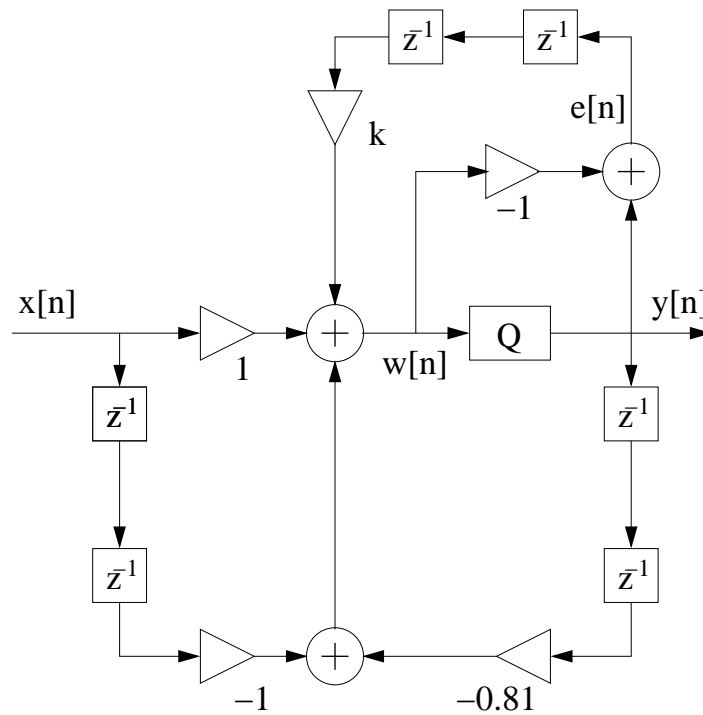 z⁻¹ z⁻¹
e[n]
k
−1
x[n] y[n]
Q
1 w[n]
z⁻¹ z⁻¹
z⁻¹ z⁻¹
−1 −0.81